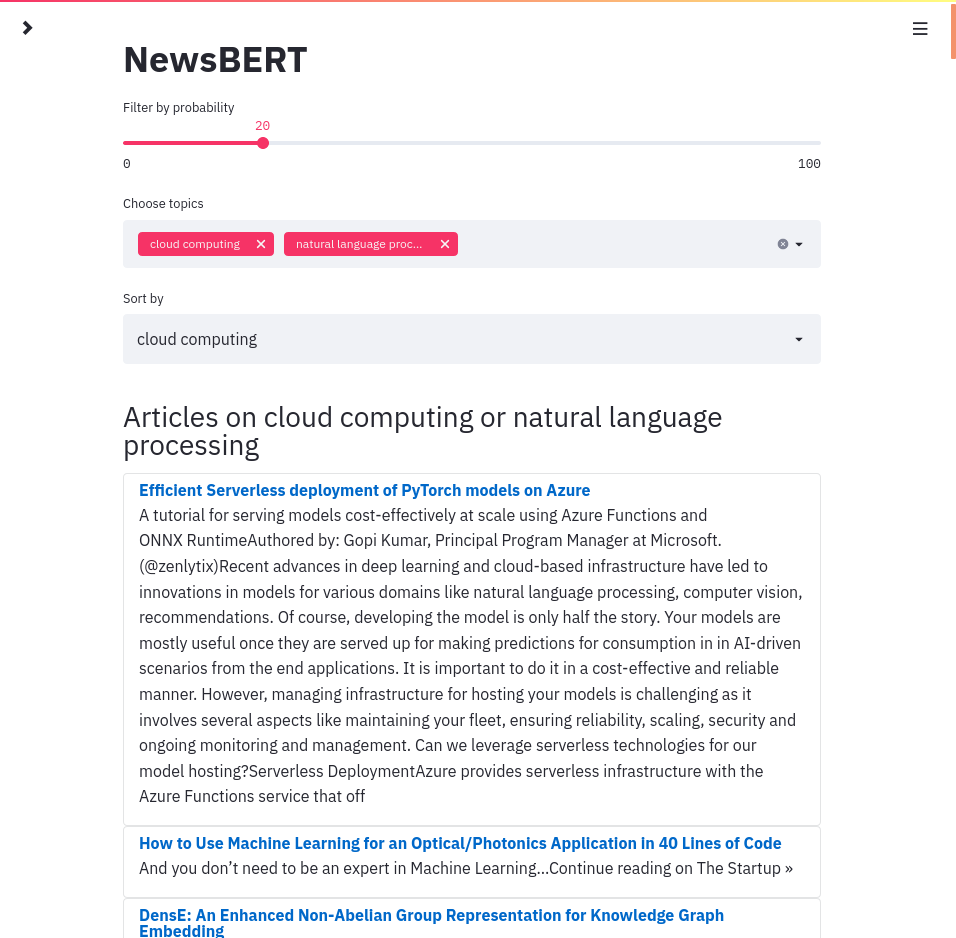 NewsBERT
Filter by probability
20
0 100
Choose topics
cloud computing natural language proc...
Sort by
cloud computing
Articles on cloud computing or natural language
processing
Efficient Serverless deployment of PyTorch models on Azure
A tutorial for serving models cost-effectively at scale using Azure Functions and
ONNX RuntimeAuthored by: Gopi Kumar, Principal Program Manager at Microsoft.
(@zenlytix)Recent advances in deep learning and cloud-based infrastructure have led to
innovations in models for various domains like natural language processing, computer vision,
recommendations. Of course, developing the model is only half the story. Your models are
mostly useful once they are served up for making predictions for consumption in in AI-driven
scenarios from the end applications. It is important to do it in a cost-effective and reliable
manner. However, managing infrastructure for hosting your models is challenging as it
involves several aspects like maintaining your fleet, ensuring reliability, scaling, security and
ongoing monitoring and management. Can we leverage serverless technologies for our
model hosting?Serverless DeploymentAzure provides serverless infrastructure with the
Azure Functions service that off
How to Use Machine Learning for an Optical/Photonics Application in 40 Lines of Code
And you don’t need to be an expert in Machine Learning…Continue reading on The Startup »
DensE: An Enhanced Non-Abelian Group Representation for Knowledge Graph
Embedding